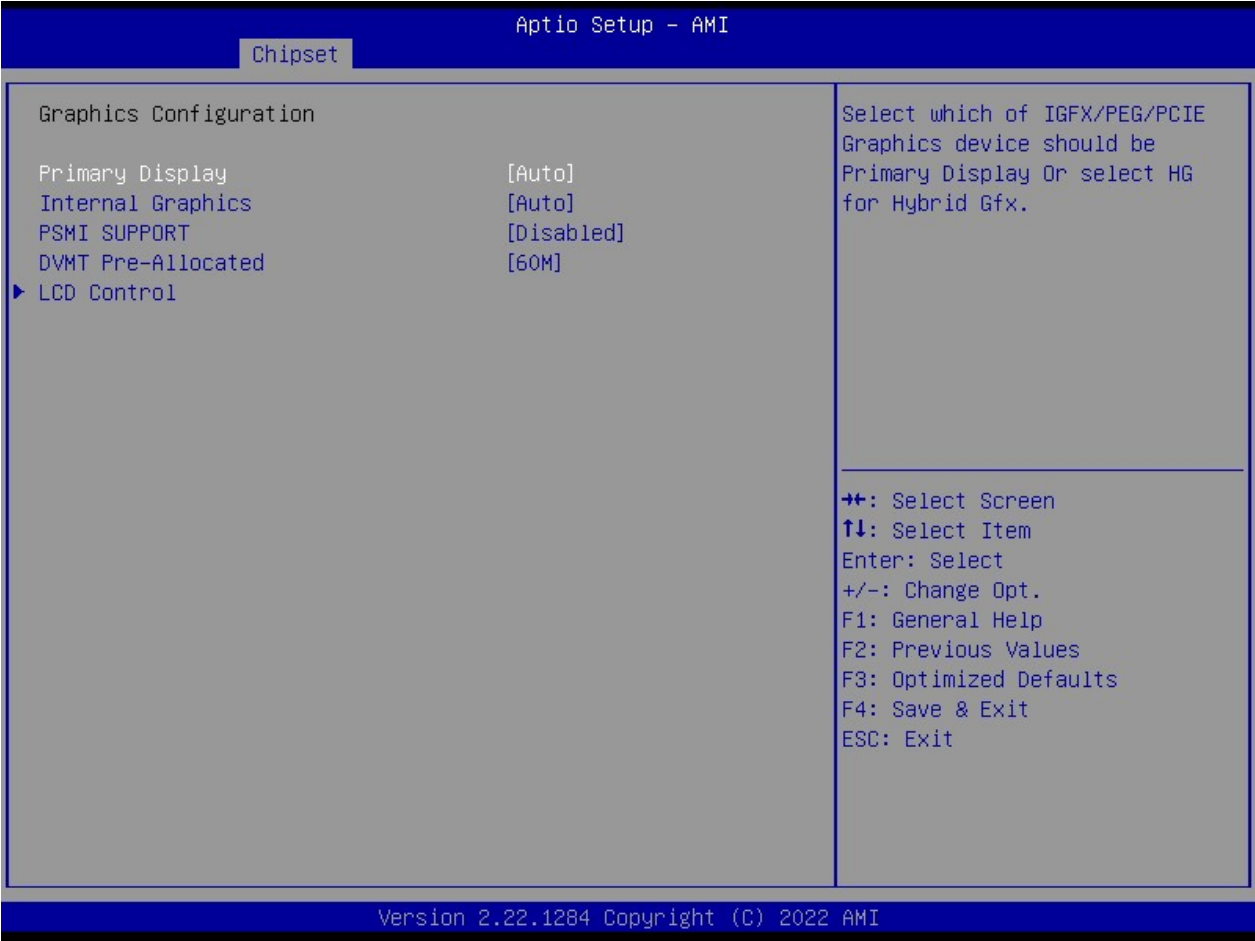 Aptio Setup – AMI
Chipset
Graphics Configuration
Primary Display [Auto]
Internal Graphics [Auto]
PSMI SUPPORT [Disabled]
DVMT Pre-Allocated [60M]
▶ LCD Control
Select which of IGFX/PEG/PCIE
Graphics device should be
Primary Display Or select HG
for Hybrid Gfx.
→←: Select Screen
↑↓: Select Item
Enter: Select
+/-: Change Opt.
F1: General Help
F2: Previous Values
F3: Optimized Defaults
F4: Save & Exit
ESC: Exit
Version 2.22.1284 Copyright (C) 2022 AMI